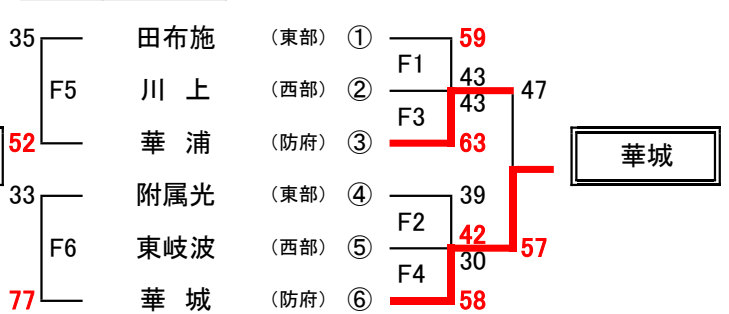 35 田布施 (東部) ① 59
F1
F5 川 上 (西部) ② 43 47
43
F3
52 華 浦 (防府) ③ 63
華城
33 附属光 (東部) ④ 39
F2
42
F6 東岐波 (西部) ⑤ 57
30
F4
77 華 城 (防府) ⑥ 58